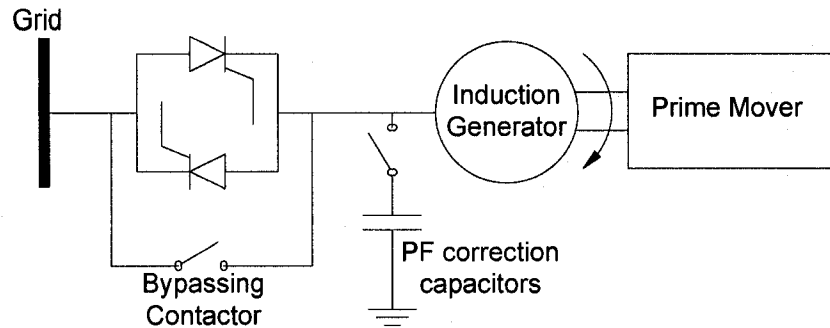 Grid
Induction
Generator
Prime Mover
PF correction
capacitors
Bypassing
Contactor